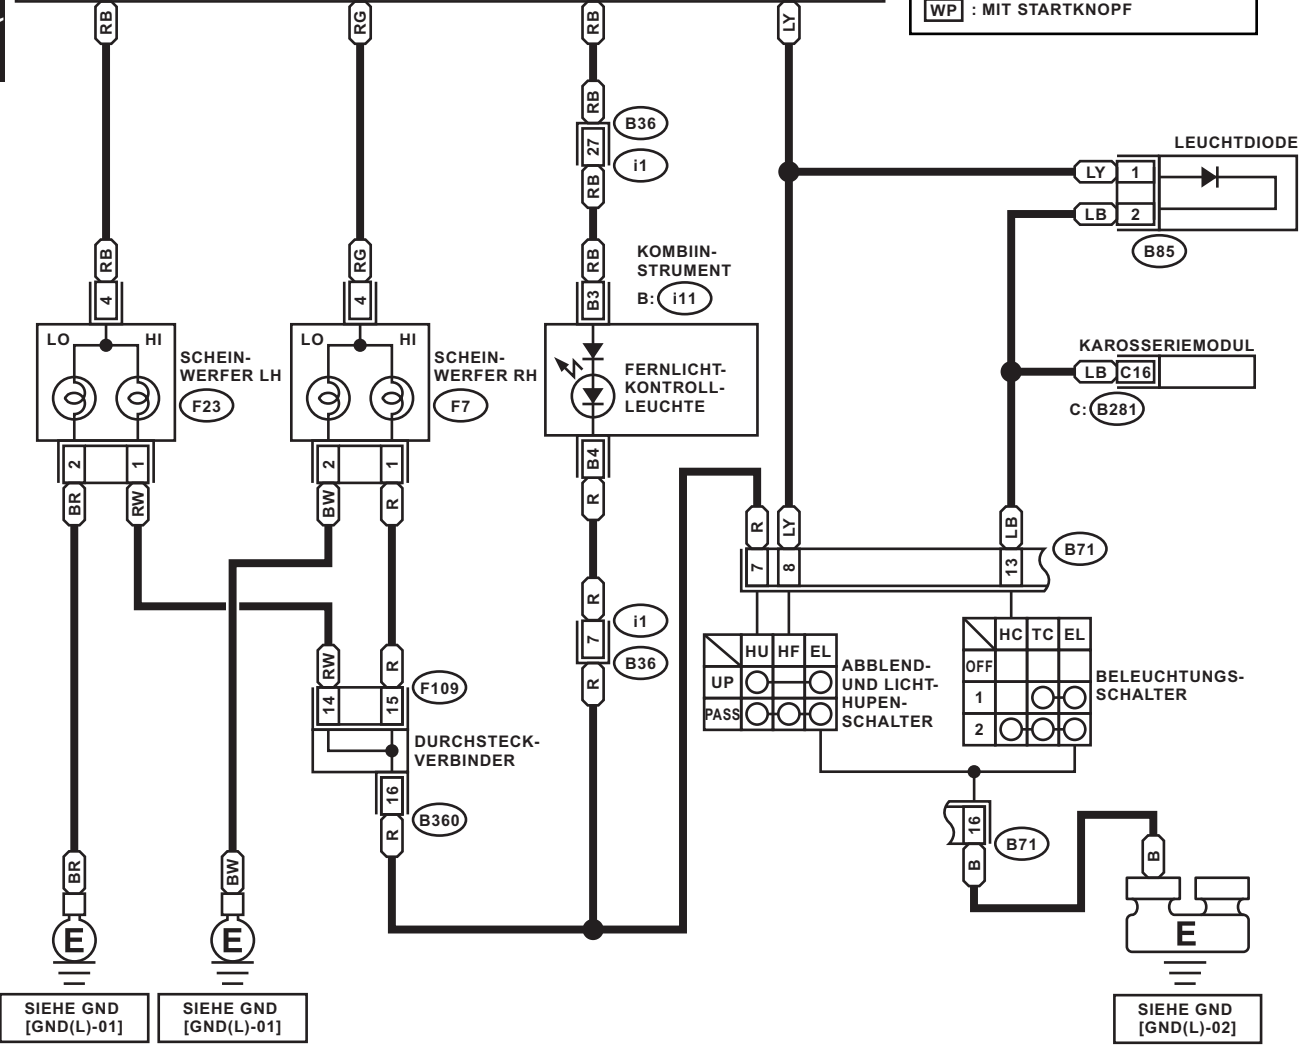 WP : MIT STARTKNOPF
RB
RG
RB
LY
RB
B36
27
i1
RB
LEUCHTDIODE
LY 1
LB 2
B85
RB
RG
RB
KOMBIIN-
STRUMENT
B: i11
4
4
B3
LO HI
SCHEIN-
WERFER LH
F23
LO HI
SCHEIN-
WERFER RH
F7
FERNLICHT-
KONTROLL-
LEUCHTE
KAROSSERIEMODUL
LB C16
C: B281
2 1
2 1
B4
BR RW
BW R
R
R LY
LB
7 8
13
B71
R
i1
7
B36
R
RW R
F109
14 15
DURCHSTECK-
VERBINDER
16
B360
R
HU HF EL
UP
PASS
ABBLEND-
UND LICHT-
HUPEN-
SCHALTER
HC TC EL
OFF
1
2
BELEUCHTUNGS-
SCHALTER
16
B71
B
B
BR
BW
E
E
E
SIEHE GND
[GND(L)-01]
SIEHE GND
[GND(L)-01]
SIEHE GND
[GND(L)-02]